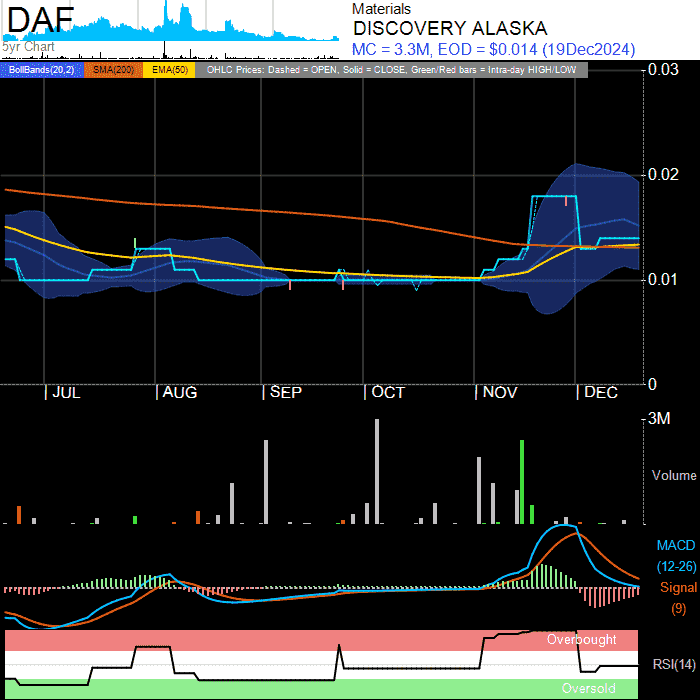 DAF
5yr Chart
Materials
DISCOVERY ALASKA
MC = 3.3M, EOD = $0.014 (19Dec2024)
BollBands(20,2) SMA(200) EMA(50) OHLC Prices: Dashed = OPEN, Solid = CLOSE, Green/Red bars = Intra-day HIGH/LOW
0.03
0.02
0.01
0
| JUL | AUG | SEP | OCT | NOV | DEC
3M
Volume
MACD
(12-26)
Signal
(9)
Overbought
RSI(14)
Oversold